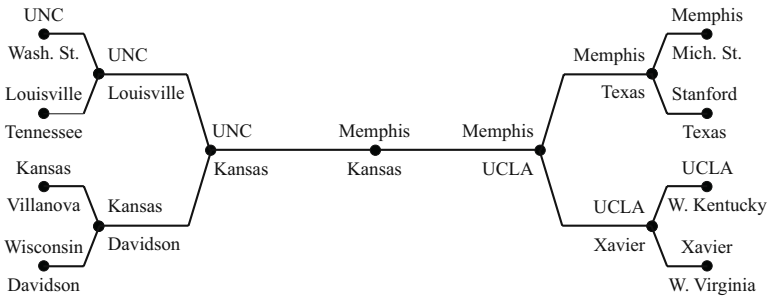 UNC
Wash. St.
Louisville
Tennessee
Kansas
Villanova
Wisconsin
Davidson
UNC
Louisville
Kansas
Davidson
UNC
Kansas
Memphis
Kansas
Memphis
UCLA
Memphis
Texas
UCLA
Xavier
Memphis
Mich. St.
Stanford
Texas
UCLA
W. Kentucky
Xavier
W. Virginia